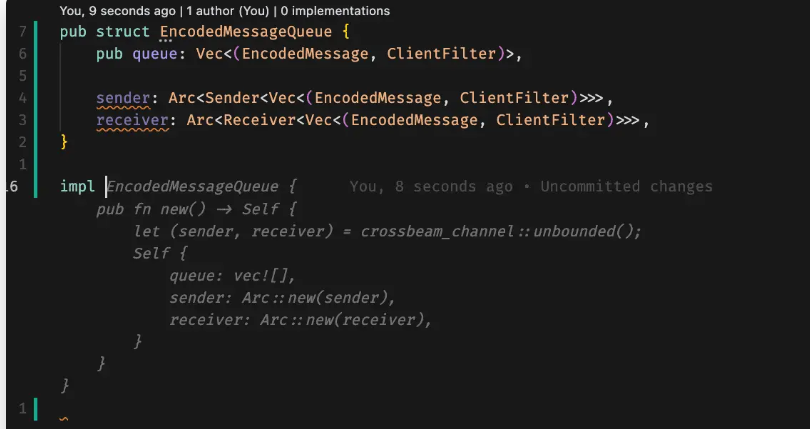 You, 9 seconds ago | 1 author (You) | 0 implementations
7 pub struct EncodedMessageQueue {
6 pub queue: Vec<(EncodedMessage, ClientFilter)>,
5
4 sender: Arc<Sender<Vec<(EncodedMessage, ClientFilter)>>>,
3 receiver: Arc<Receiver<Vec<(EncodedMessage, ClientFilter)>>>,
2 }
1
16 impl EncodedMessageQueue { You, 8 seconds ago • Uncommitted changes
pub fn new() -> Self {
let (sender, receiver) = crossbeam_channel::unbounded();
Self {
queue: vec![],
sender: Arc::new(sender),
receiver: Arc::new(receiver),
}
}
}
1